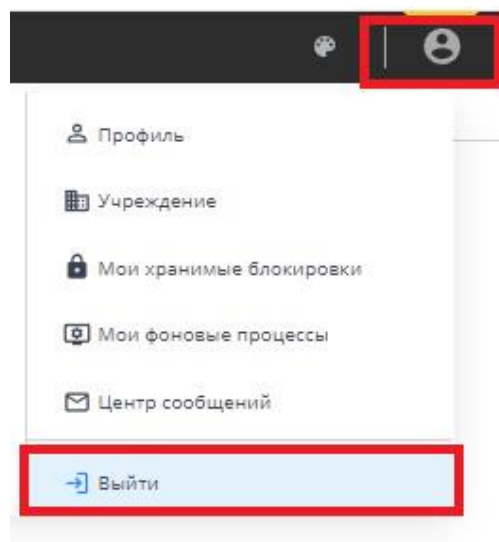 Профиль
Учреждение
Мои хранимые блокировки
Мои фоновые процессы
Центр сообщений
Выйти